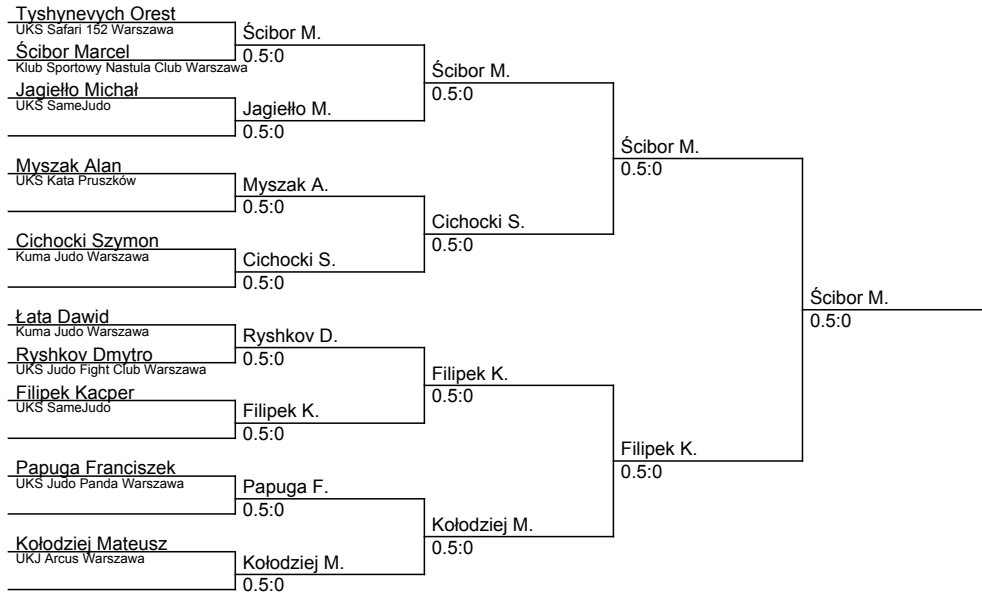 Tyshynevych Orest
UKS Safari 152 Warszawa
Ścibor Marcel
Klub Sportowy Nastula Club Warszawa
Jagiełło Michał
UKS SameJudo
Myszak Alan
UKS Kata Pruszków
Cichocki Szymon
Kuma Judo Warszawa
Łata Dawid
Kuma Judo Warszawa
Ryshkov Dmytro
UKS Judo Fight Club Warszawa
Filipek Kacper
UKS SameJudo
Papuga Franciszek
UKS Judo Panda Warszawa
Kołodziej Mateusz
UKJ Arcus Warszawa
Ścibor M.
0.5:0
Jagiełło M.
0.5:0
Myszak A.
0.5:0
Cichocki S.
0.5:0
Ryshkov D.
0.5:0
Filipek K.
0.5:0
Papuga F.
0.5:0
Kołodziej M.
0.5:0
Ścibor M.
0.5:0
Cichocki S.
0.5:0
Filipek K.
0.5:0
Kołodziej M.
0.5:0
Ścibor M.
0.5:0
Filipek K.
0.5:0
Ścibor M.
0.5:0